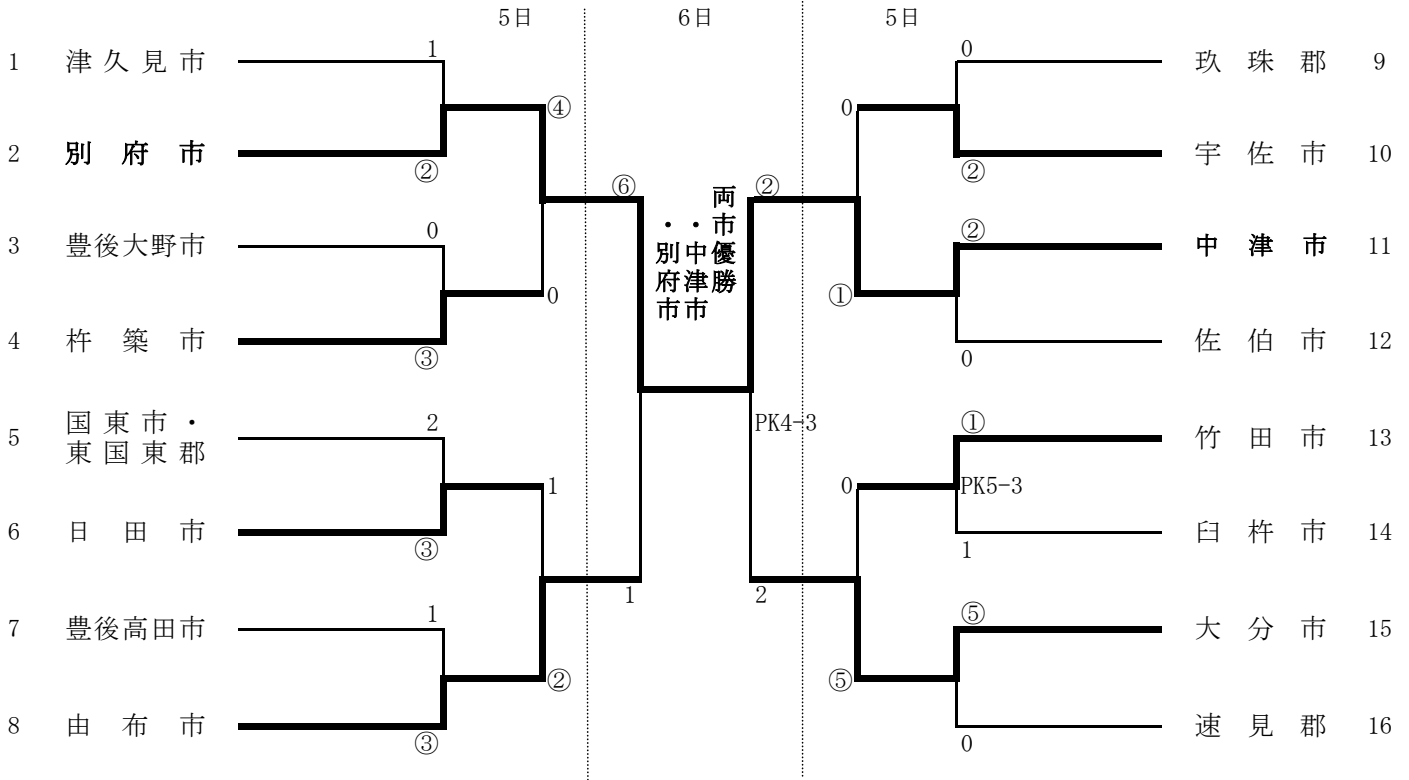 5日 6日 5日
1 津久見市 1
④
2 別府市 ②
⑥
3 豊後大野市 0
0
4 杵築市 ③
5 国東市・
東国東郡 2
1
6 日田市 ③
1
7 豊後高田市 1
②
8 由布市 ③
両市優勝
・中津市
・別府市
0 玖珠郡 9
0
② 宇佐市 10
②
② 中津市 11
①
0 佐伯市 12
PK4-3
① 竹田市 13
0 PK5-3
1 臼杵市 14
2
⑤ 大分市 15
⑤
0 速見郡 16